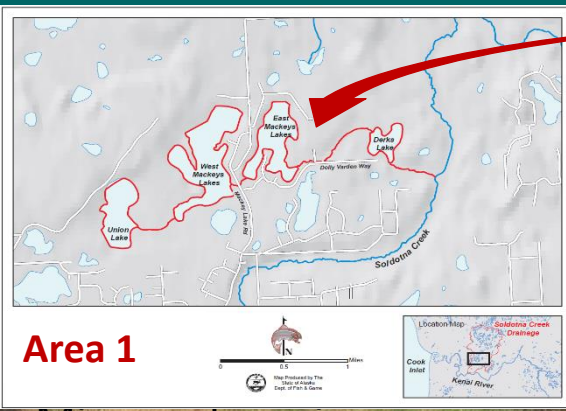 East
Mackeys
Lakes
Derks
Lake
West
Mackeys
Lakes
Dolly Varden Way
Mackey Lake Rd
Union
Lake
Soldotna Creek
Area 1
N
0
0.5
1
Miles
Map Produced by The
State of Alaska
Dept. of Fish & Game
Location Map
Soldotna Creek
Drainage
Cook
Inlet
Kenai River